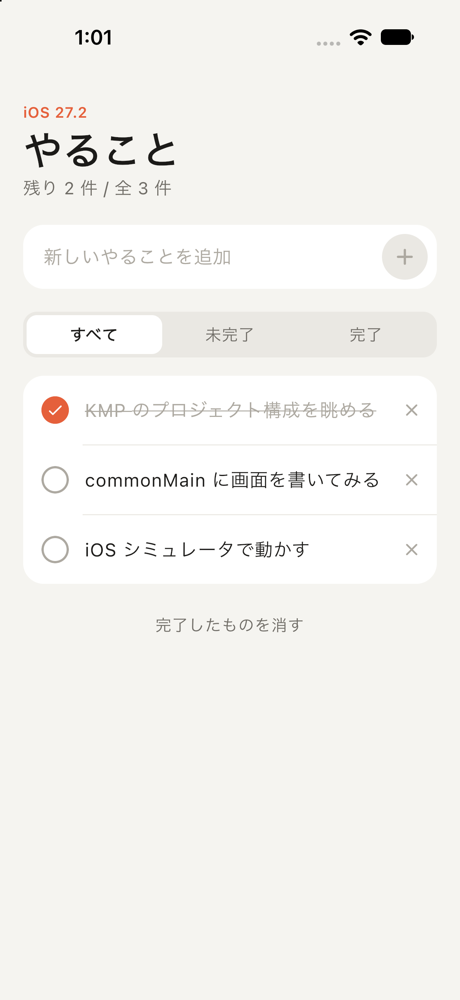 1:01
iOS 27.2
やること
残り 2 件 / 全 3 件
新しいやることを追加
すべて 未完了 完了
KMP のプロジェクト構成を眺める
commonMain に画面を書いてみる
iOS シミュレータで動かす
完了したものを消す